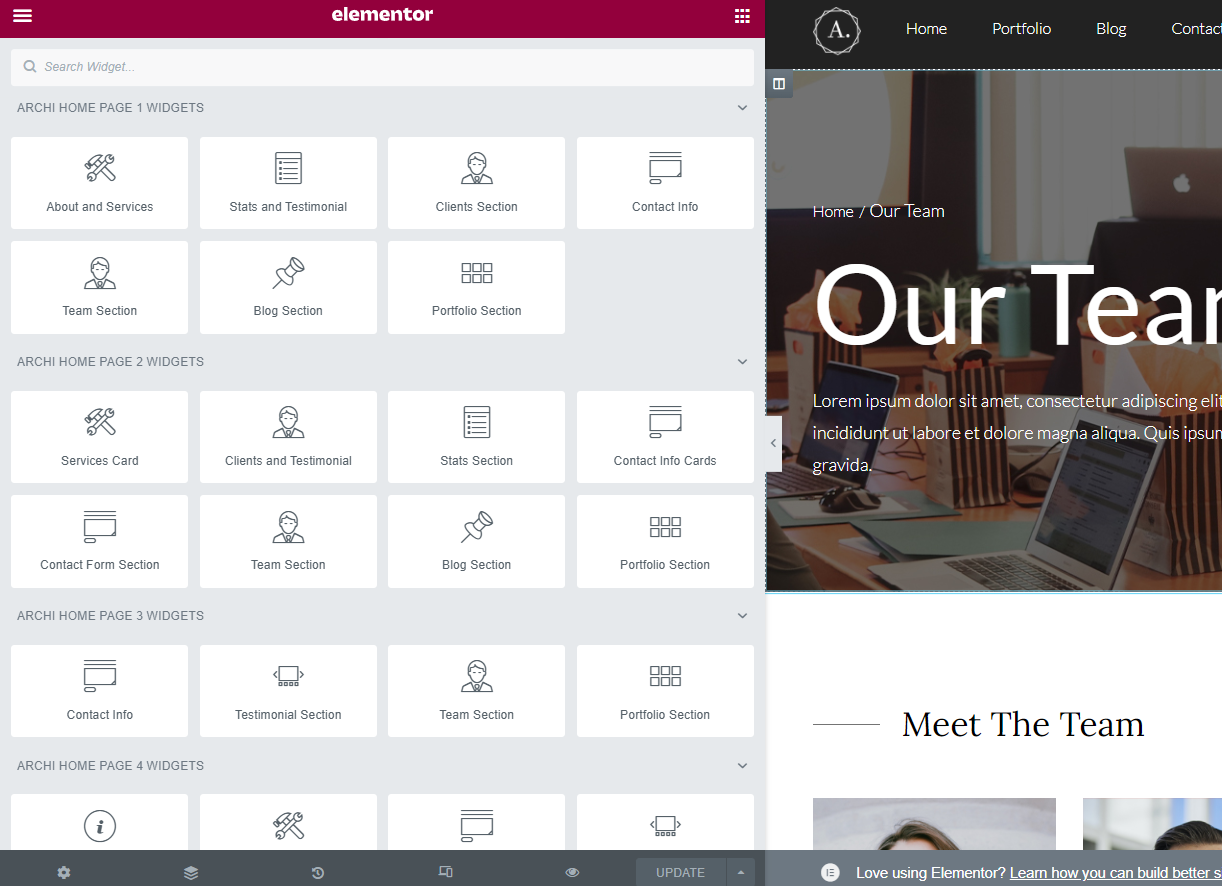 elementor
Search Widget...
ARCHI HOME PAGE 1 WIDGETS
About and Services
Stats and Testimonial
Clients Section
Contact Info
Team Section
Blog Section
Portfolio Section
ARCHI HOME PAGE 2 WIDGETS
Services Card
Clients and Testimonial
Stats Section
Contact Info Cards
Contact Form Section
Team Section
Blog Section
Portfolio Section
ARCHI HOME PAGE 3 WIDGETS
Contact Info
Testimonial Section
Team Section
Portfolio Section
ARCHI HOME PAGE 4 WIDGETS
UPDATE
A.
Home
Portfolio
Blog
Contact
Home / Our Team
Our Team
Lorem ipsum dolor sit amet, consectetur adipiscing elit
incididunt ut labore et dolore magna aliqua. Quis ipsum
gravida.
Meet The Team
Love using Elementor? Learn how you can build better s